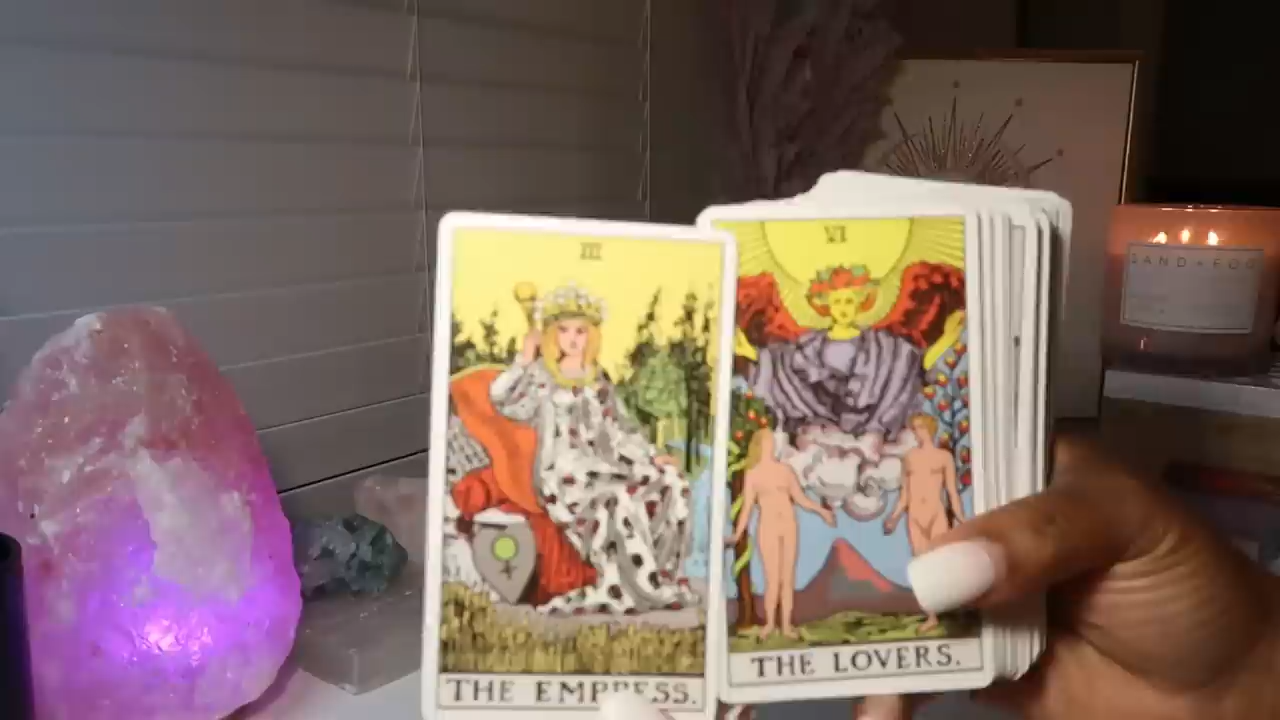 III
VI
THE EMPRESS.
THE LOVERS.
SAND + FOG